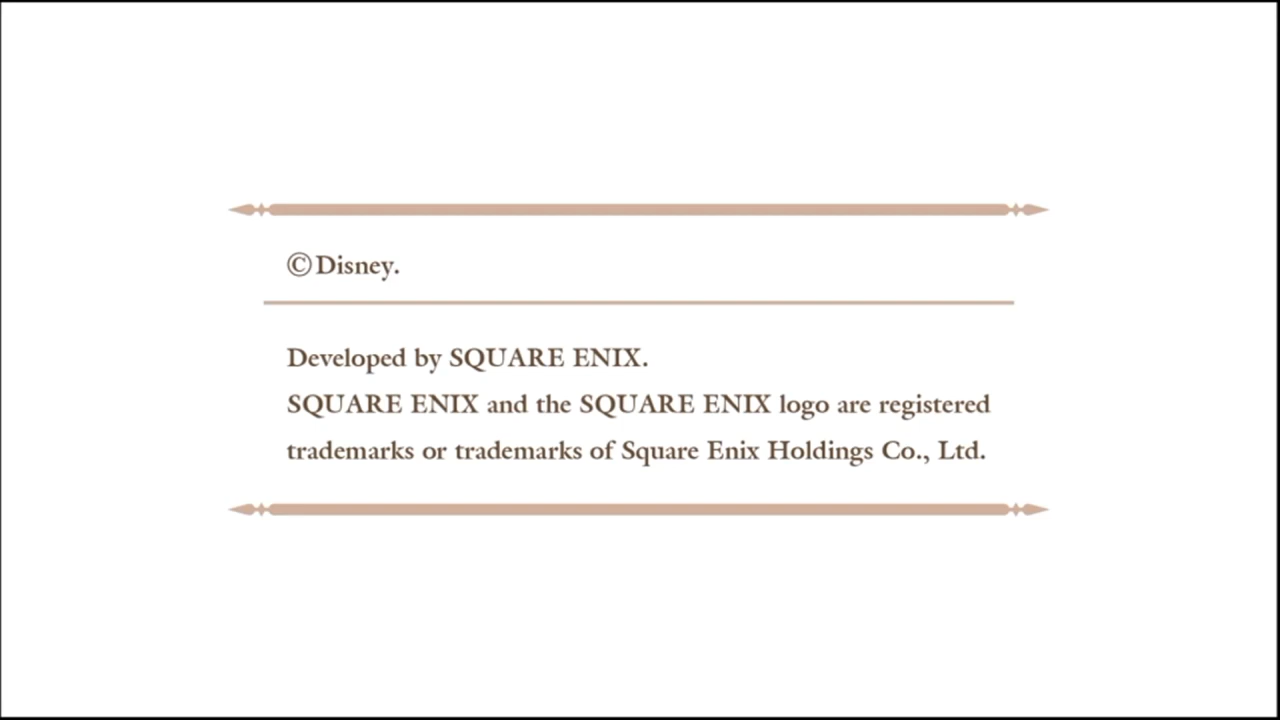 © Disney.
Developed by SQUARE ENIX.
SQUARE ENIX and the SQUARE ENIX logo are registered
trademarks or trademarks of Square Enix Holdings Co., Ltd.